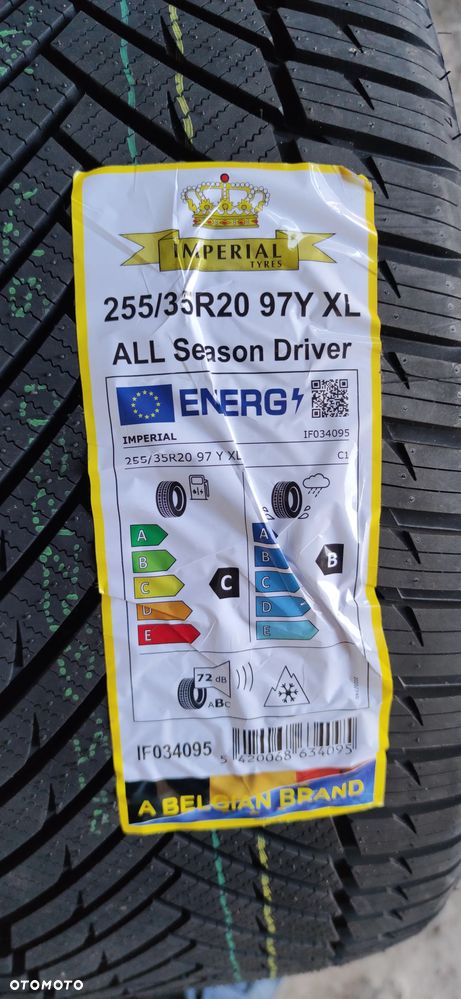 IMPERIAL
TYRES
255/35R20 97Y XL
ALL Season Driver
ENERG
IMPERIAL IF034095
255/35R20 97 Y XL C1
A A
B B B
C C C
D D
E E
72 dB
ABC
IF034095
5 420068 634095
A BELGIAN BRAND
OTOMOTO
OTOMOTO